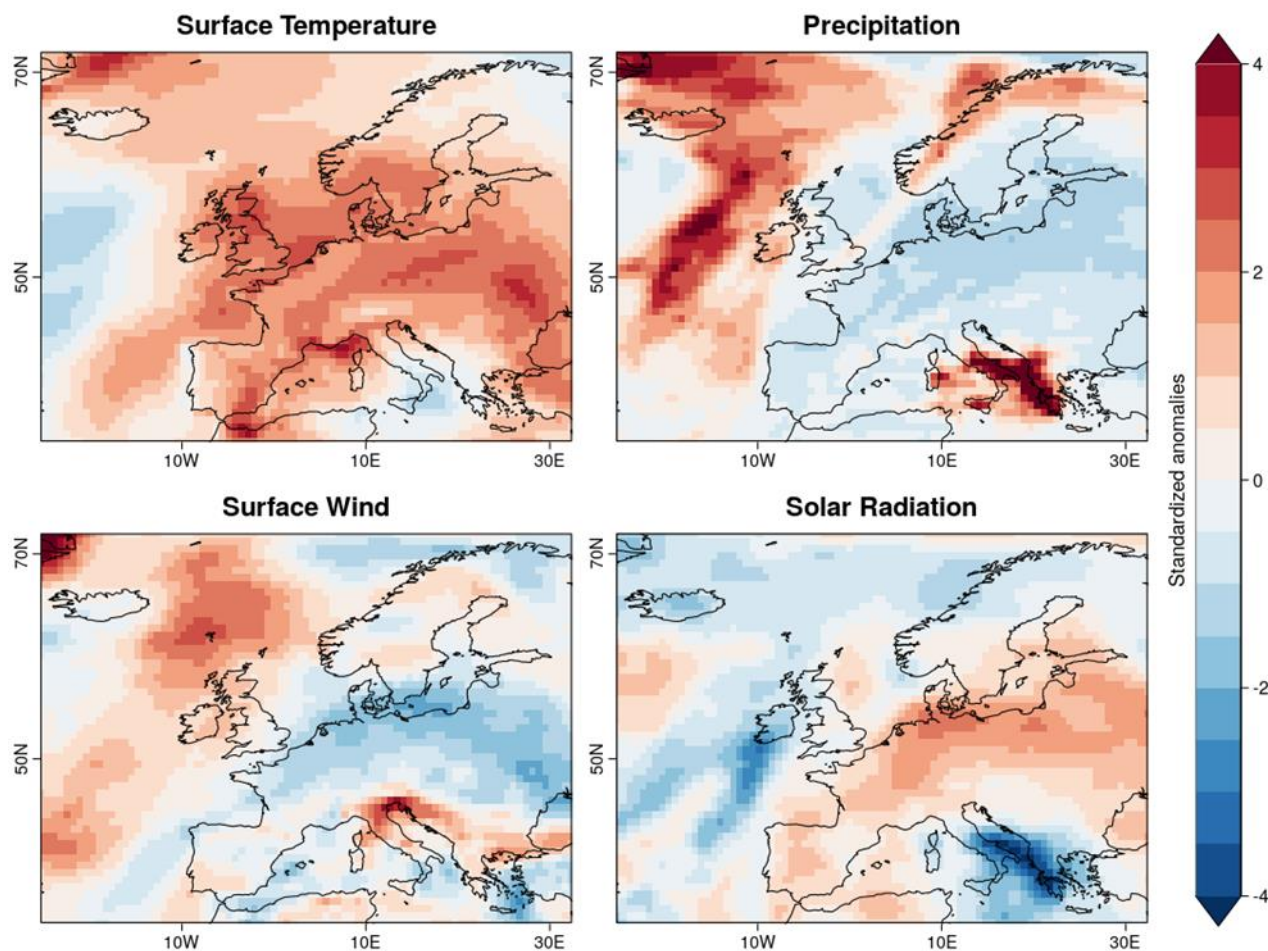 Surface Temperature
Precipitation
70N
50N
10W
10E
30E
70N
50N
10W
10E
30E
Surface Wind
Solar Radiation
70N
50N
10W
10E
30E
70N
50N
10W
10E
30E
4
2
0
-2
-4
Standardized anomalies